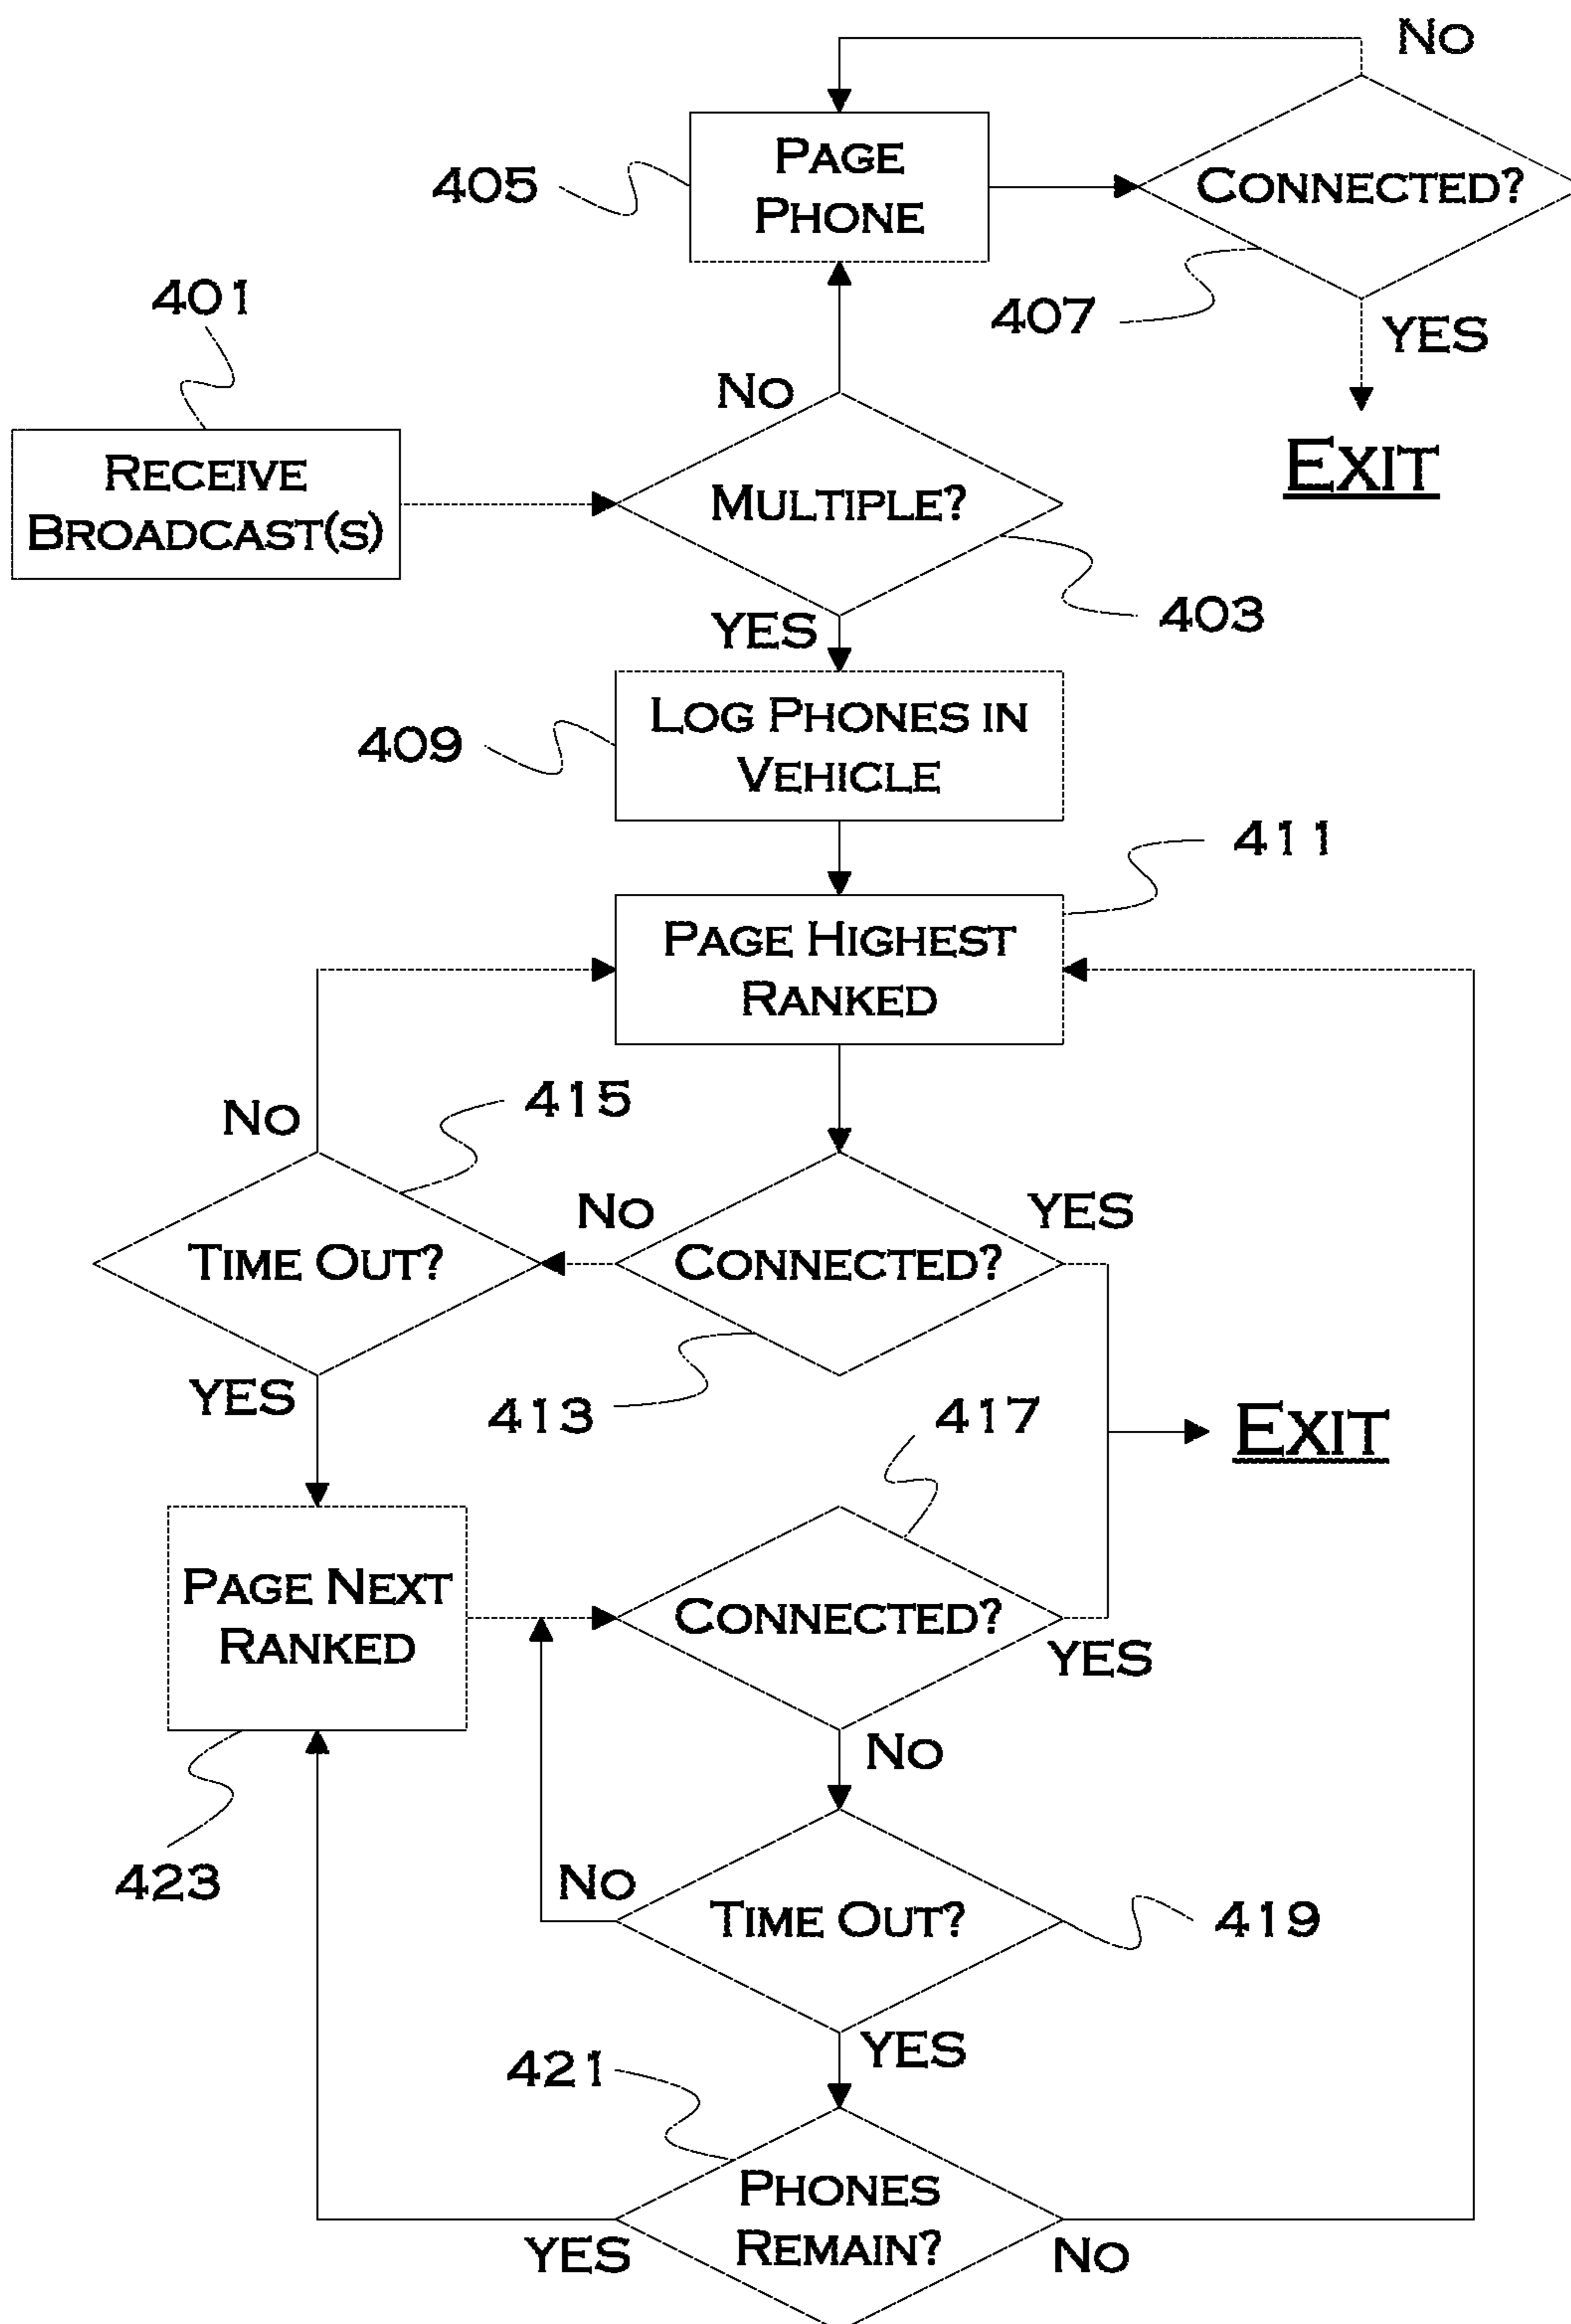 No
Page
Phone
405
Connected?
407
Yes
Exit
401
Receive
Broadcast(s)
No
Multiple?
403
Yes
Log Phones in
Vehicle
409
411
Page Highest
Ranked
415
No
Time Out?
No
Connected?
Yes
Yes
413
417
Exit
Page Next
Ranked
Connected?
Yes
No
423
No
Time Out?
419
Yes
421
Phones
Remain?
Yes
No